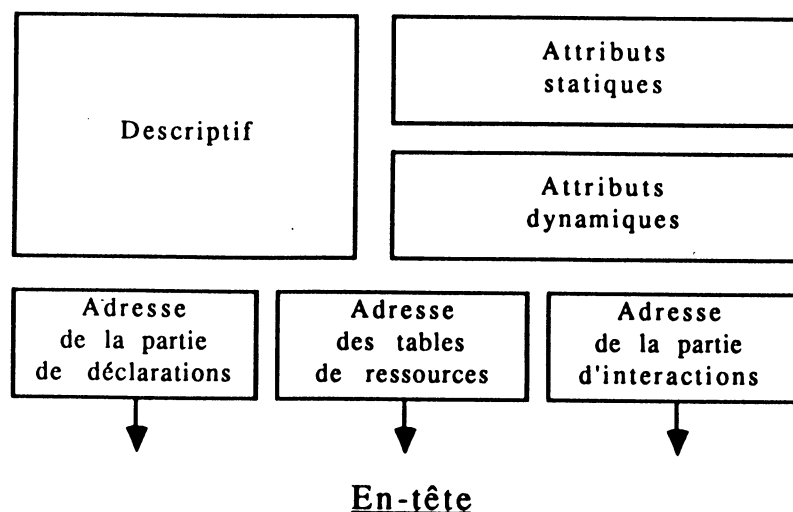 Descriptif
Attributs
statiques
Attributs
dynamiques
Adresse
de la partie
de déclarations
Adresse
des tables
de ressources
Adresse
de la partie
d'interactions
En-tête